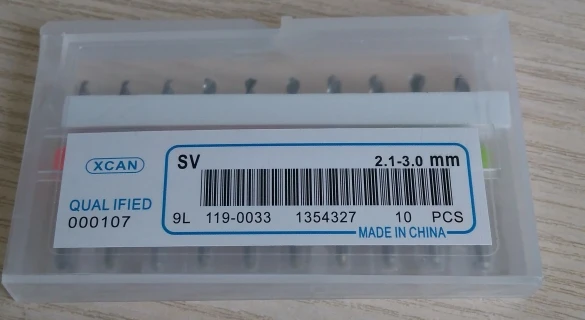 XCAN
QUALIFIED
000107
SV 2.1-3.0 mm
9L 119-0033 1354327 10 PCS
MADE IN CHINA